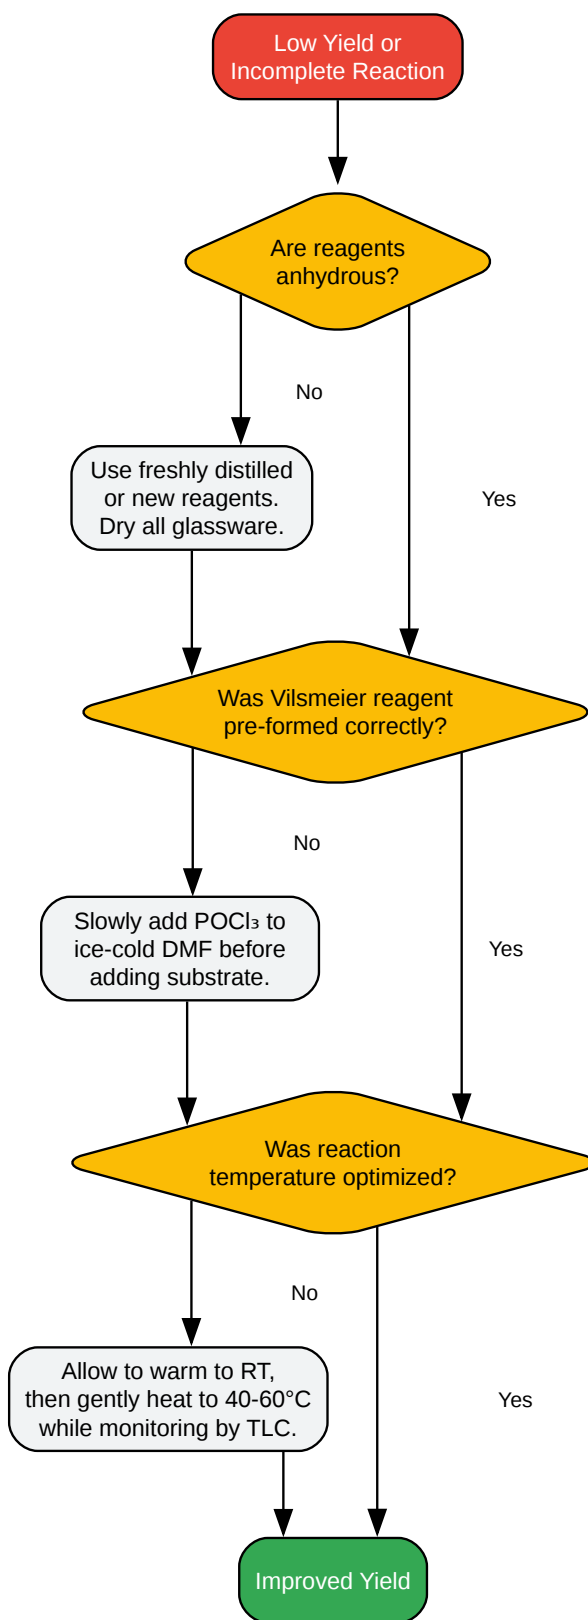 Low Yield or
Incomplete Reaction
Are reagents
anhydrous?
No
Use freshly distilled
or new reagents.
Dry all glassware.
Yes
Was Vilsmeier reagent
pre-formed correctly?
No
Slowly add POCl₃ to
ice-cold DMF before
adding substrate.
Yes
Was reaction
temperature optimized?
No
Allow to warm to RT,
then gently heat to 40-60°C
while monitoring by TLC.
Yes
Improved Yield